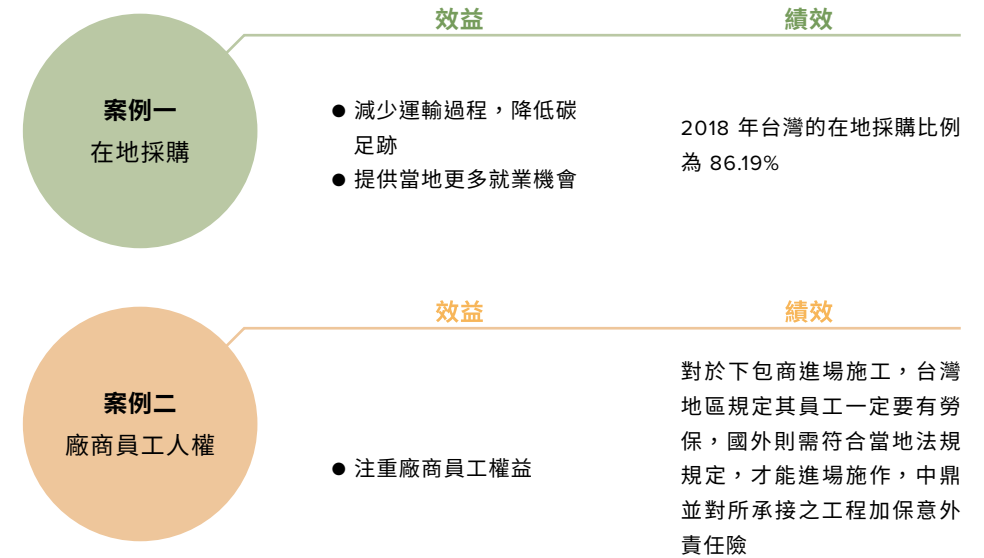 效益
績效
案例一
在地採購
● 減少運輸過程，降低碳
足跡
● 提供當地更多就業機會
2018 年台灣的在地採購比例
為 86.19%
效益
績效
案例二
廠商員工人權
● 注重廠商員工權益
對於下包商進場施工，台灣
地區規定其員工一定要有勞
保，國外則需符合當地法規
規定，才能進場施作，中鼎
並對所承接之工程加保意外
責任險